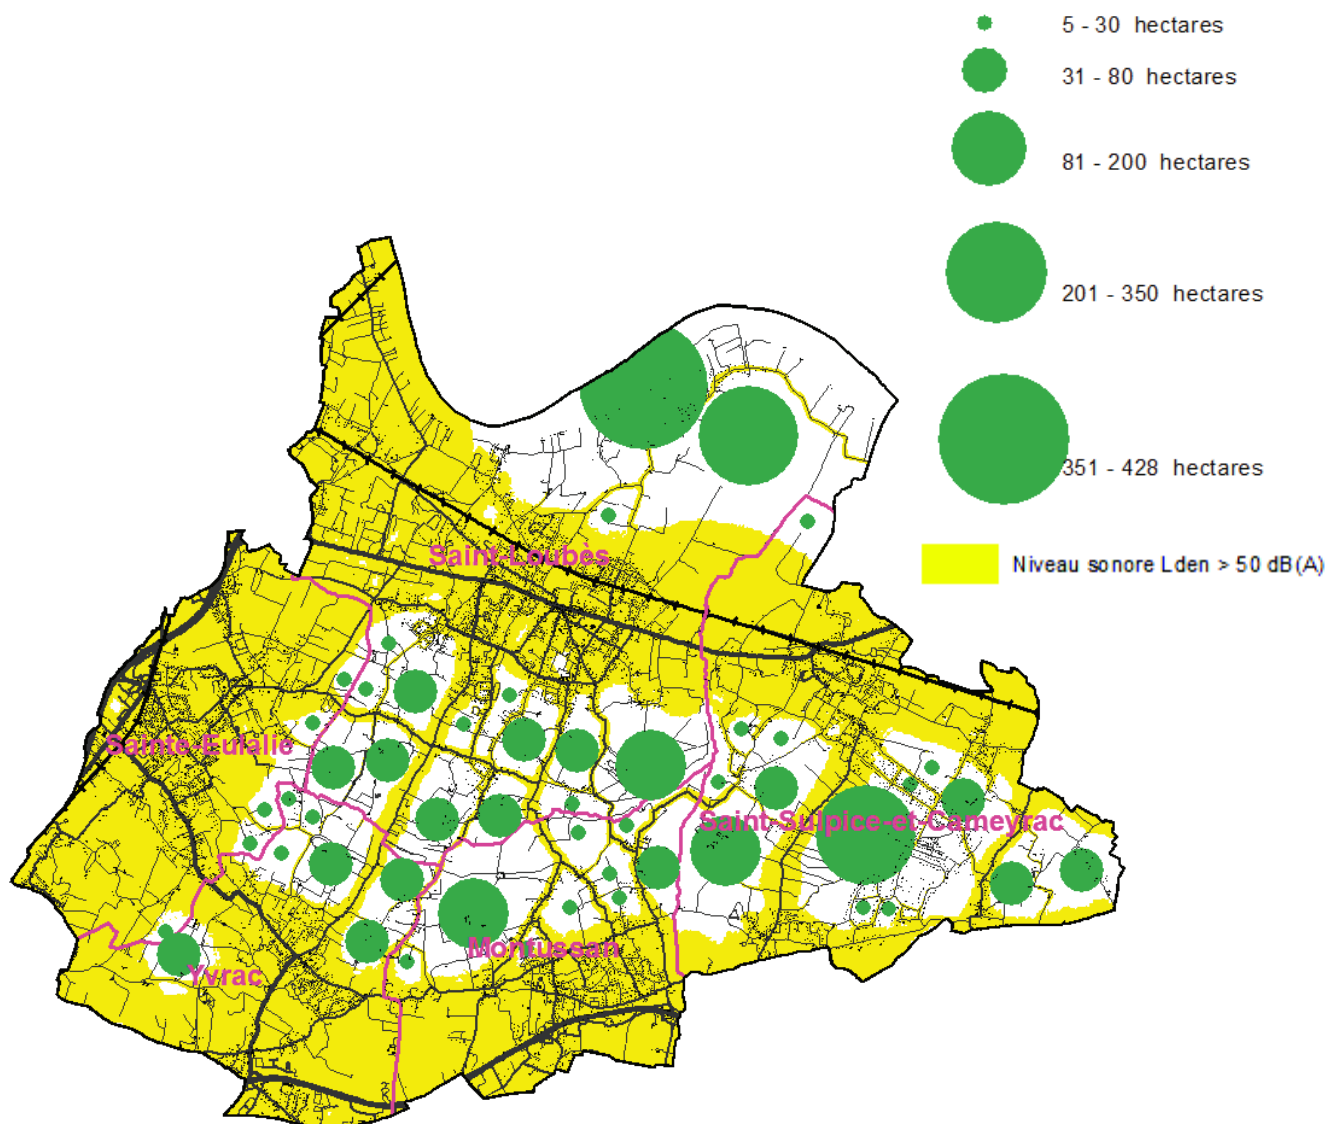 5 - 30 hectares
31 - 80 hectares
81 - 200 hectares
201 - 350 hectares
351 - 428 hectares
Niveau sonore Lden > 50 dB(A)
Saint-Loubès
Sainte-Eulalie
Saint-Sulpice-et-Cameyrac
Montussan
Yvrac